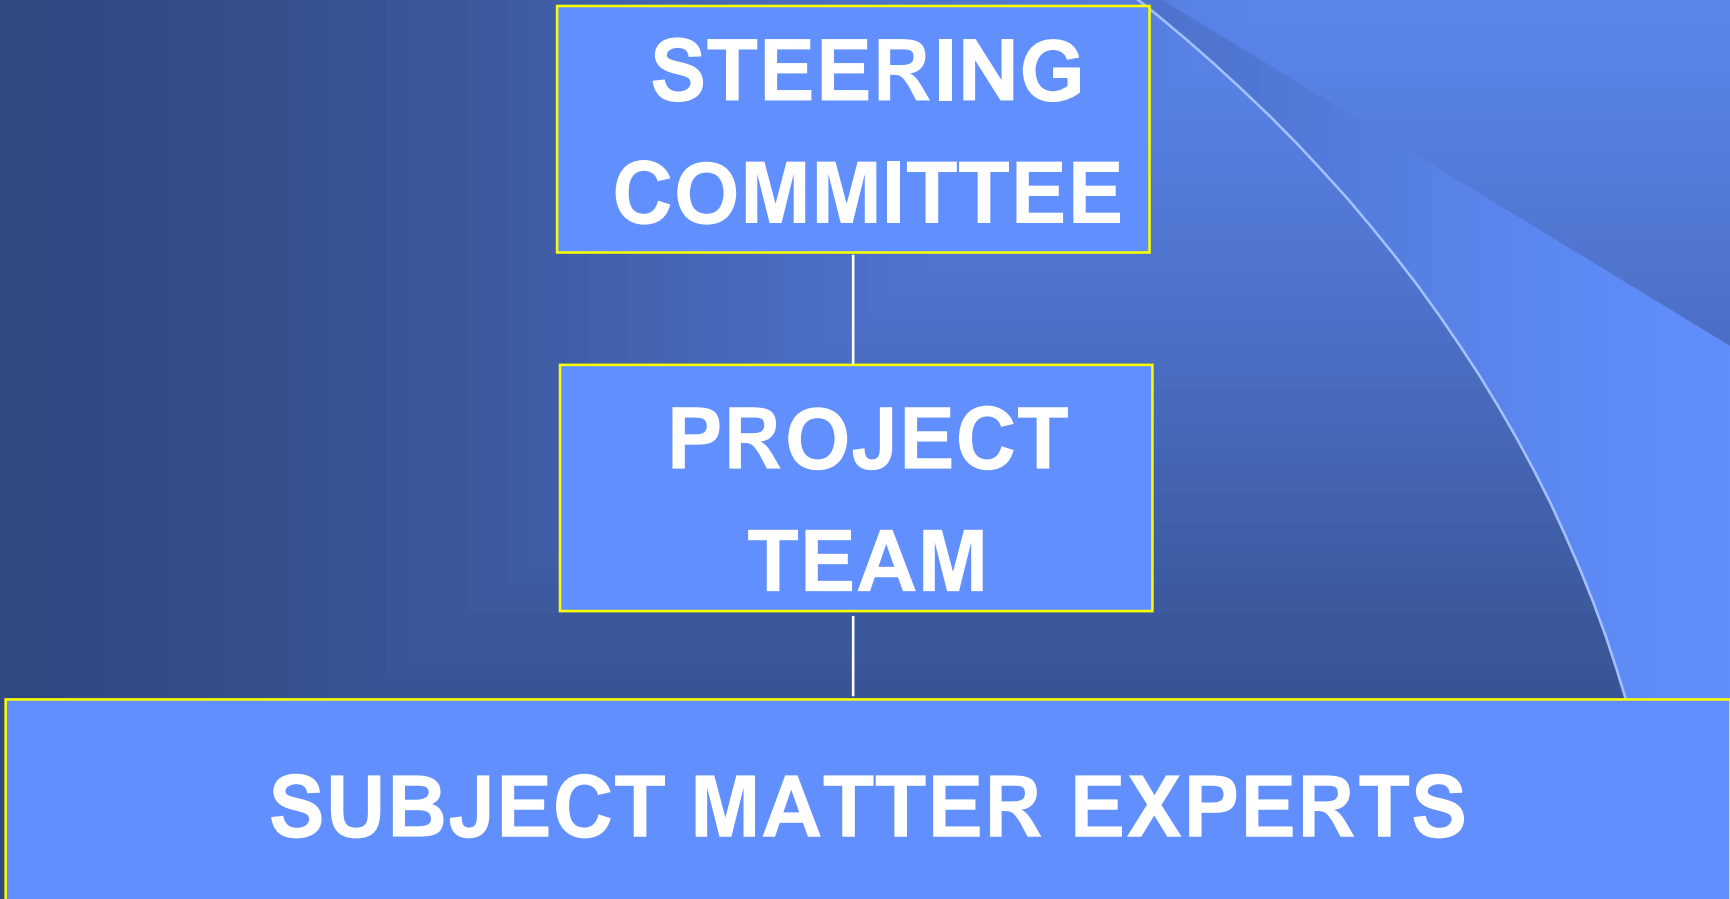 STEERING
COMMITTEE
PROJECT
TEAM
SUBJECT MATTER EXPERTS